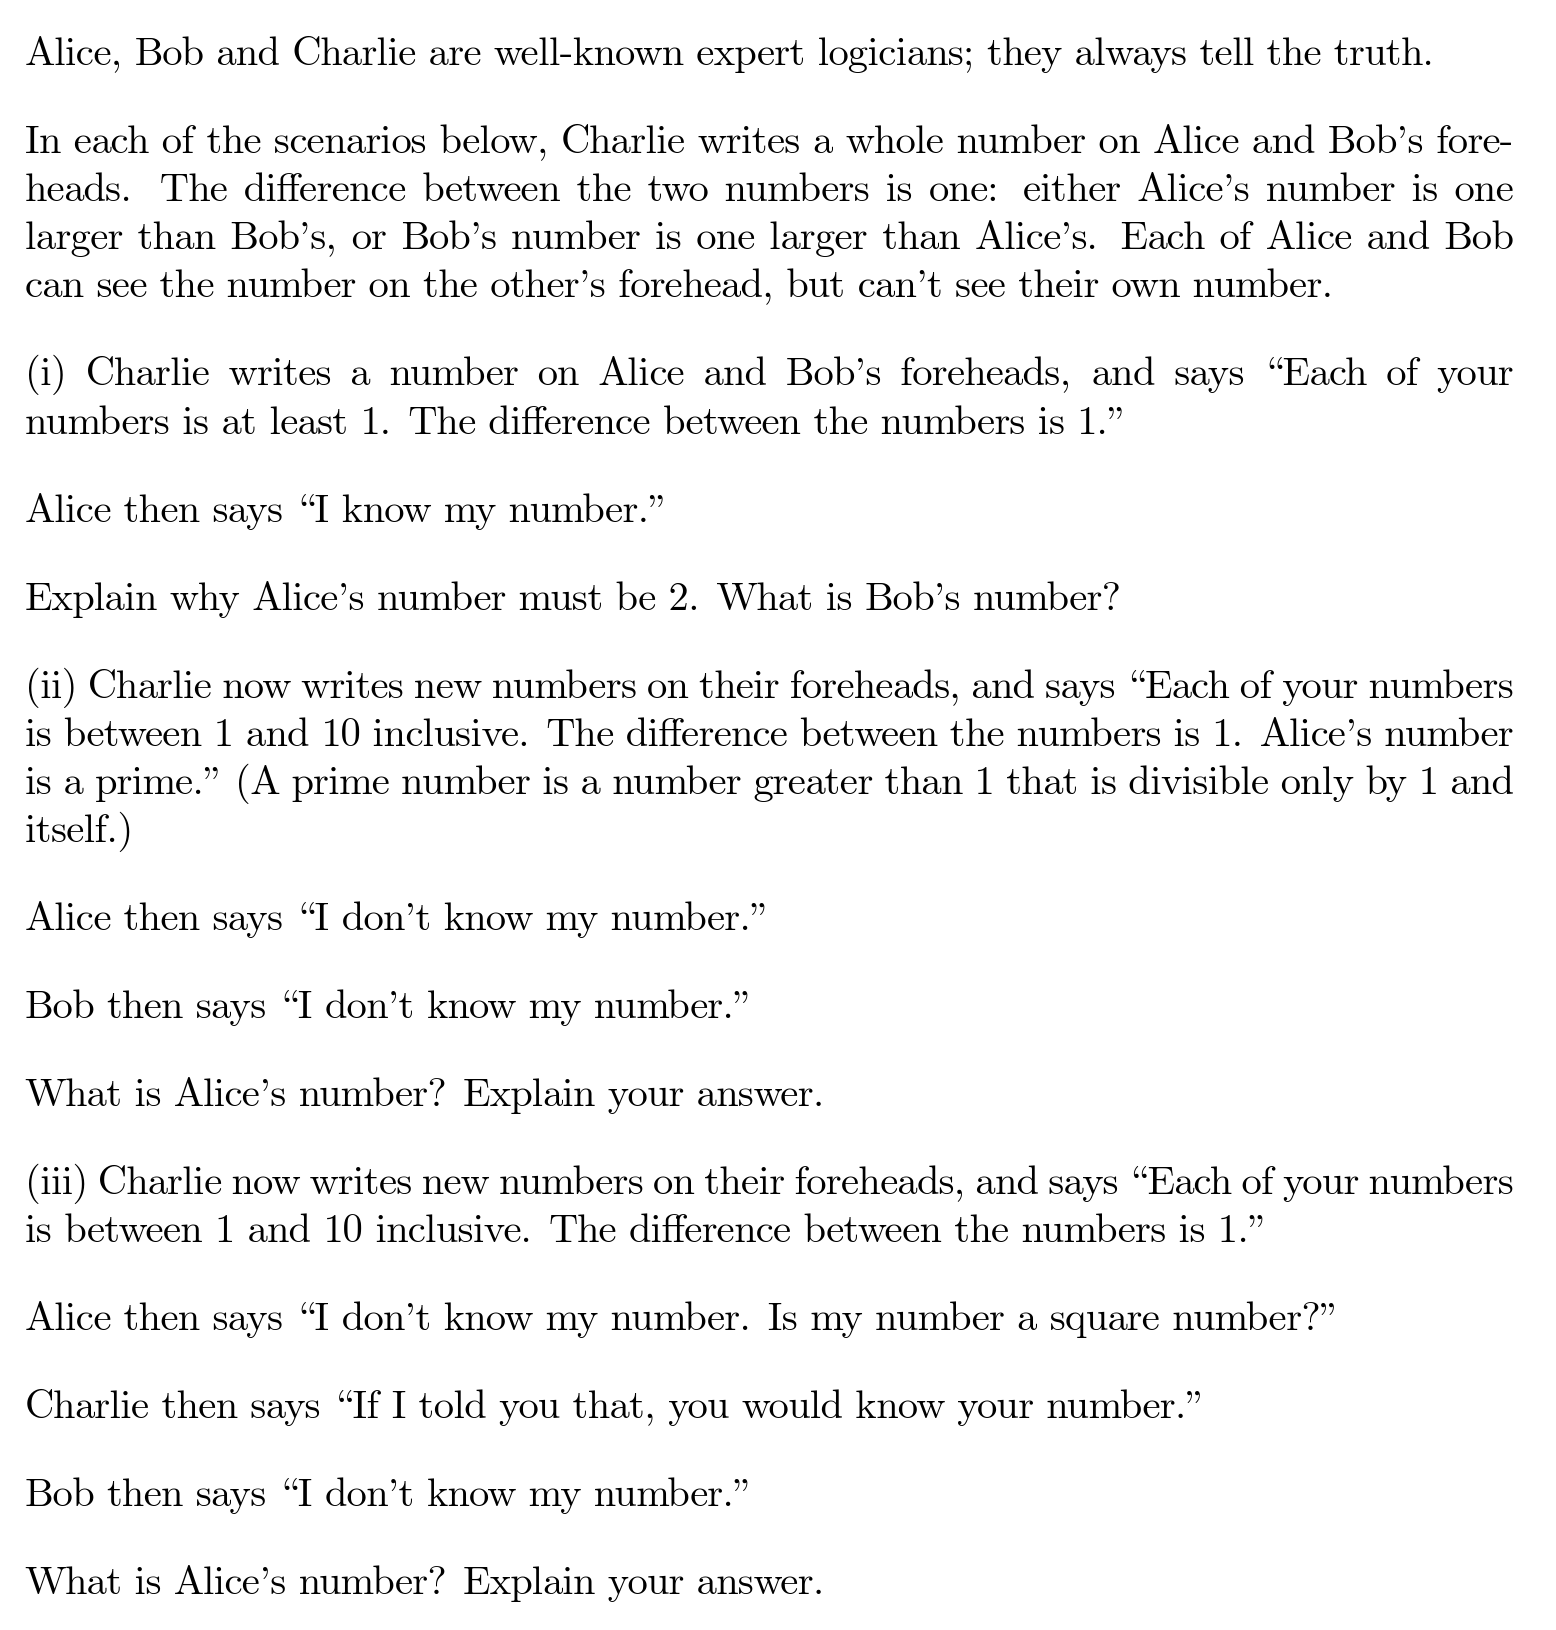 Alice, Bob and Charlie are well-known expert logicians; they always tell the truth.
In each of the scenarios below, Charlie writes a whole number on Alice and Bob's fore-
heads. The difference between the two numbers is one: either Alice's number is one
larger than Bob's, or Bob's number is one larger than Alice's. Each of Alice and Bob
can see the number on the other's forehead, but can't see their own number.
(i) Charlie writes a number on Alice and Bob's foreheads, and says “Each of your
numbers is at least 1. The difference between the numbers is 1.”
Alice then says “I know my number.”
Explain why Alice's number must be 2. What is Bob's number?
(ii) Charlie now writes new numbers on their foreheads, and says “Each of your numbers
is between 1 and 10 inclusive. The difference between the numbers is 1. Alice's number
is a prime.” (A prime number is a number greater than 1 that is divisible only by 1 and
itself.)
Alice then says “I don't know my number.”
Bob then says “I don't know my number.”
What is Alice's number? Explain your answer.
(iii) Charlie now writes new numbers on their foreheads, and says “Each of your numbers
is between 1 and 10 inclusive. The difference between the numbers is 1.”
Alice then says “I don't know my number. Is my number a square number?”
Charlie then says “If I told you that, you would know your number.”
Bob then says “I don't know my number.”
What is Alice's number? Explain your answer.